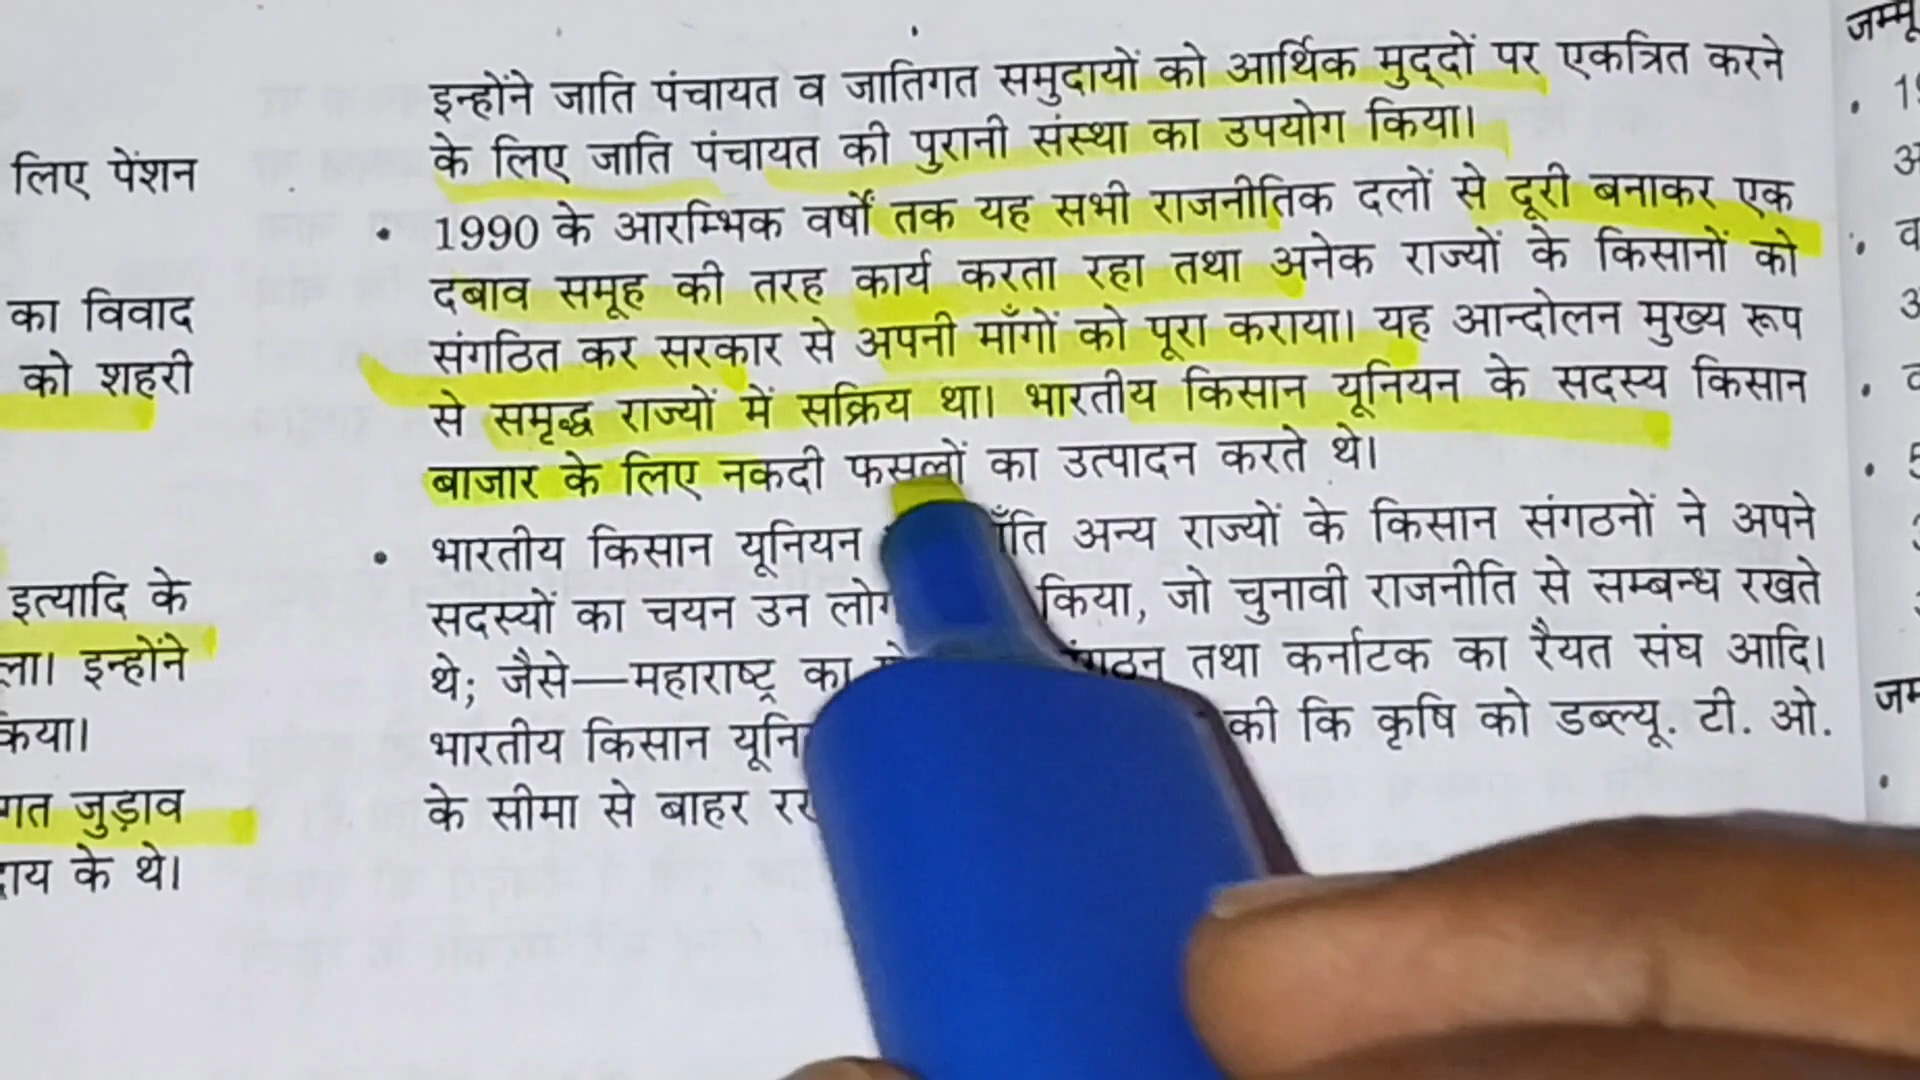 लिए पेंशन
का विवाद
को शहरी
इत्यादि के
इन्होंने
जुड़ाव
के थे।
इन्होंने जाति पंचायत व जातिगत समुदायों को आर्थिक मुद्दों पर एकत्रित करने
के लिए जाति पंचायत की पुरानी संस्था का उपयोग किया।
• 1990 के आरम्भिक वर्षों तक यह सभी राजनीतिक दलों से दूरी बनाकर एक
दबाव समूह की तरह कार्य करता रहा तथा अनेक राज्यों के किसानों को
संगठित कर सरकार से अपनी माँगों को पूरा कराया। यह आन्दोलन मुख्य रूप
से समृद्ध राज्यों में सक्रिय था। भारतीय किसान यूनियन के सदस्य किसान
बाजार के लिए नकदी फसलों का उत्पादन करते थे।
• भारतीय किसान यूनियन अन्य राज्यों के किसान संगठनों ने अपने
सदस्यों का चयन उन किया, जो चुनावी राजनीति से सम्बन्ध रखते
थे; जैसे—महाराष्ट्र का तथा कर्नाटक का रैयत संघ आदि।
भारतीय किसान की कि कृषि को डब्ल्यू. टी. ओ.
के सीमा से बाहर